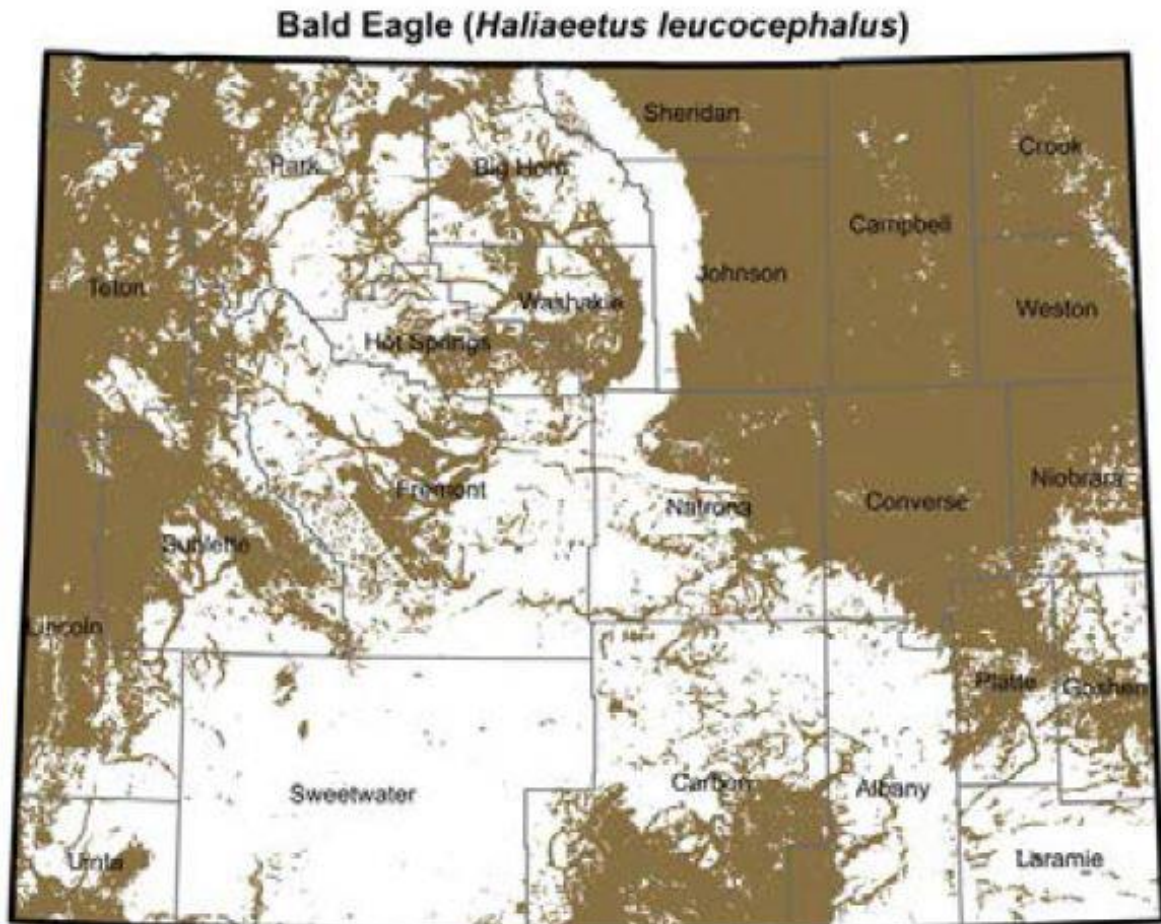 Bald Eagle (Haliaeetus leucocephalus)
Sheridan
Crook
Park
Big Horn
Campbell
Johnson
Teton
Washakie
Weston
Hot Springs
Fremont
Natrona
Converse
Niobrara
Sublette
Lincoln
Platte
Goshen
Sweetwater
Carbon
Albany
Uinta
Laramie